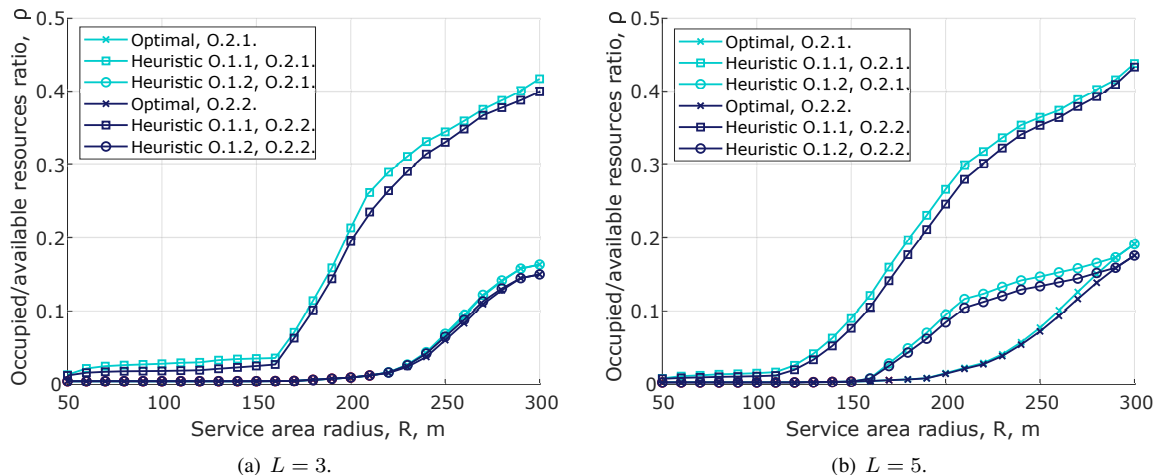 Occupied/available resources ratio, ρ
0.5
0.4
0.3
0.2
0.1
0
Optimal, O.2.1.
Heuristic O.1.1, O.2.1.
Heuristic O.1.2, O.2.1.
Optimal, O.2.2.
Heuristic O.1.1, O.2.2.
Heuristic O.1.2, O.2.2.
50 100 150 200 250 300
Service area radius, R, m
(a) L = 3.
Occupied/available resources ratio, ρ
0.5
0.4
0.3
0.2
0.1
0
Optimal, O.2.1.
Heuristic O.1.1, O.2.1.
Heuristic O.1.2, O.2.1.
Optimal, O.2.2.
Heuristic O.1.1, O.2.2.
Heuristic O.1.2, O.2.2.
50 100 150 200 250 300
Service area radius, R, m
(b) L = 5.